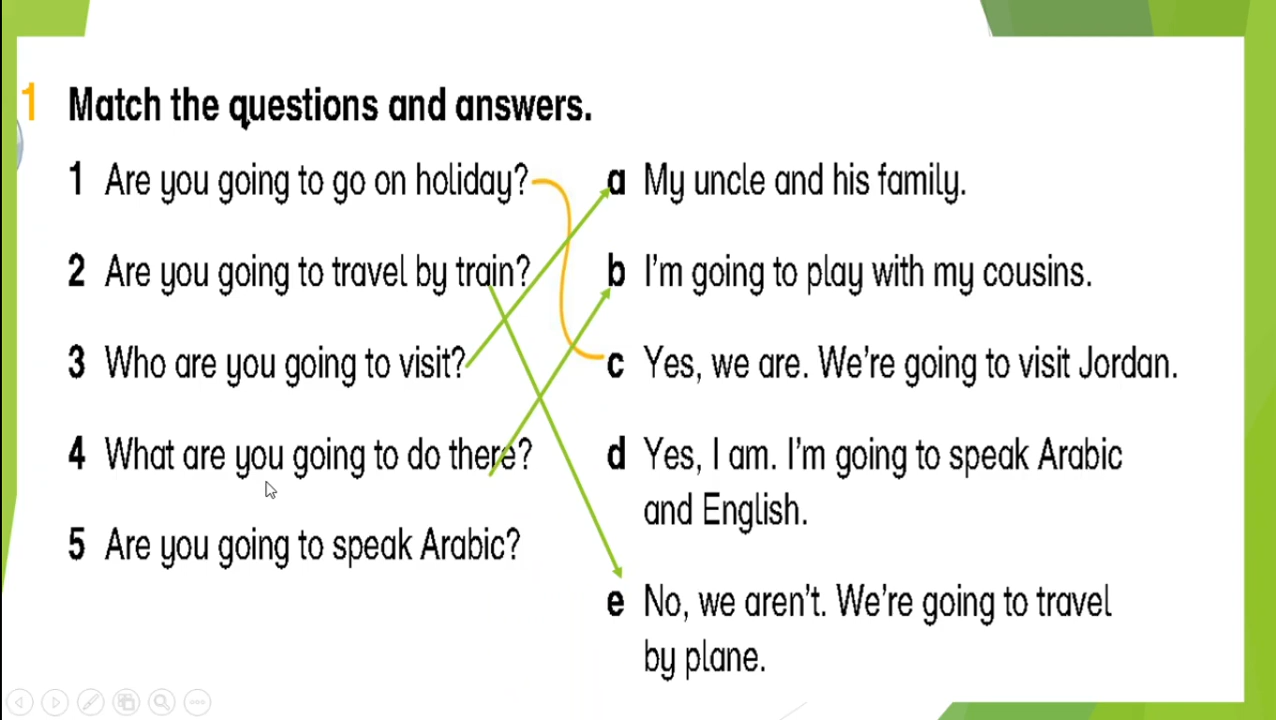 1 Match the questions and answers.
1 Are you going to go on holiday?
2 Are you going to travel by train?
3 Who are you going to visit?
4 What are you going to do there?
5 Are you going to speak Arabic?
a My uncle and his family.
b I'm going to play with my cousins.
c Yes, we are. We're going to visit Jordan.
d Yes, I am. I'm going to speak Arabic
and English.
e No, we aren't. We're going to travel
by plane.